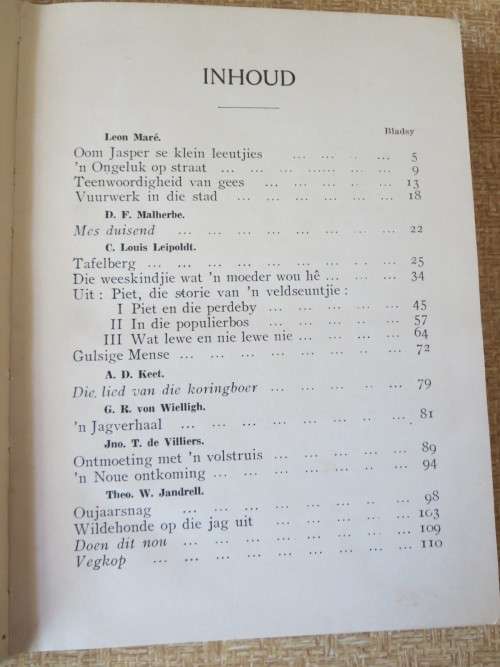 INHOUD
Bladsy
Leon Maré.
Oom Jasper se klein leeutjies ... ... .. ... 5
'n Ongeluk op straat ... ... ... ... ... ... 9
Teenwoordigheid van gees ... ... ... .. ... 13
Vuurwerk in die stad ... ... ... ... ... ... 18
D. F. Malherbe.
Mes duisend ... ... ... ... ... ... ... 22
C. Louis Leipoldt.
Tafelberg ... ... ... ... ... ... ... ... 25
Die weeskindjie wat 'n moeder wou hê ... ... ... 34
Uit : Piet, die storie van 'n veldseuntjie :
I Piet en die perdeby ... ... ... ... ... 45
II In die populierbos ... ... ... ... ... 57
III Wat lewe en nie lewe nie ... ... ... ... 64
Gulsige Mense ... ... ... ... ... ... ... 72
A. D. Keet.
Die lied van die koringboer ... ... ... ... ... 79
G. R. von Wielligh.
'n Jagverhaal ... ... ... ... ... ... ... 81
Jno. T. de Villiers.
Ontmoeting met 'n volstruis ... ... ... ... ... 89
'n Noue ontkoming ... ... ... ... ... ... ... 94
Theo. W. Jandrell.
Oujaarsnag ... ... ... ... ... ... ... ... 98
Wildehonde op die jag uit ... ... ... ... ... 103
Doen dit nou ... ... ... ... ... ... ... 109
Vegkop ... ... ... ... ... ... ... ... 110